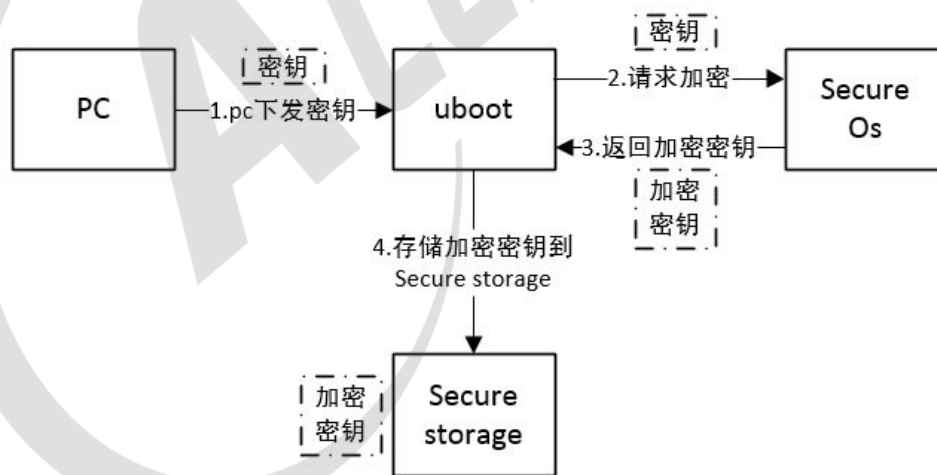 密钥
PC
1.pc下发密钥
uboot
密钥
2.请求加密
Secure
Os
3.返回加密密钥
加密
密钥
4.存储加密密钥到
Secure storage
加密
密钥
Secure
storage